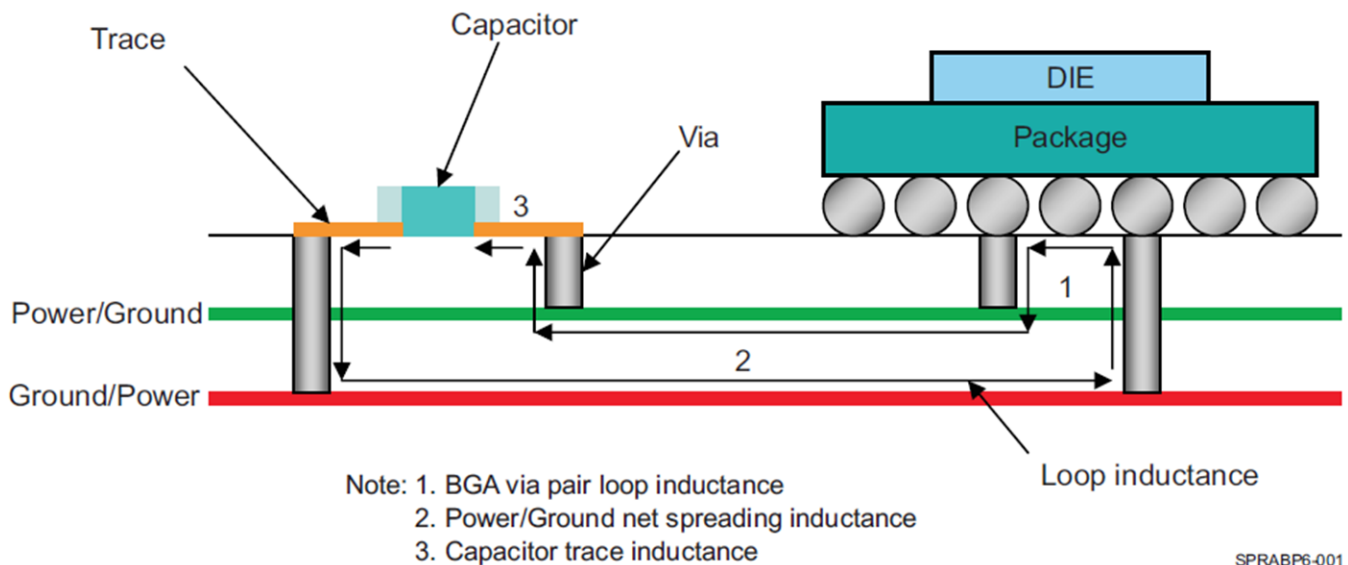 Trace
Capacitor
DIE
Package
Via
3
1
Power/Ground
2
Ground/Power
Loop inductance
Note: 1. BGA via pair loop inductance
2. Power/Ground net spreading inductance
3. Capacitor trace inductance
SPRABP6-001